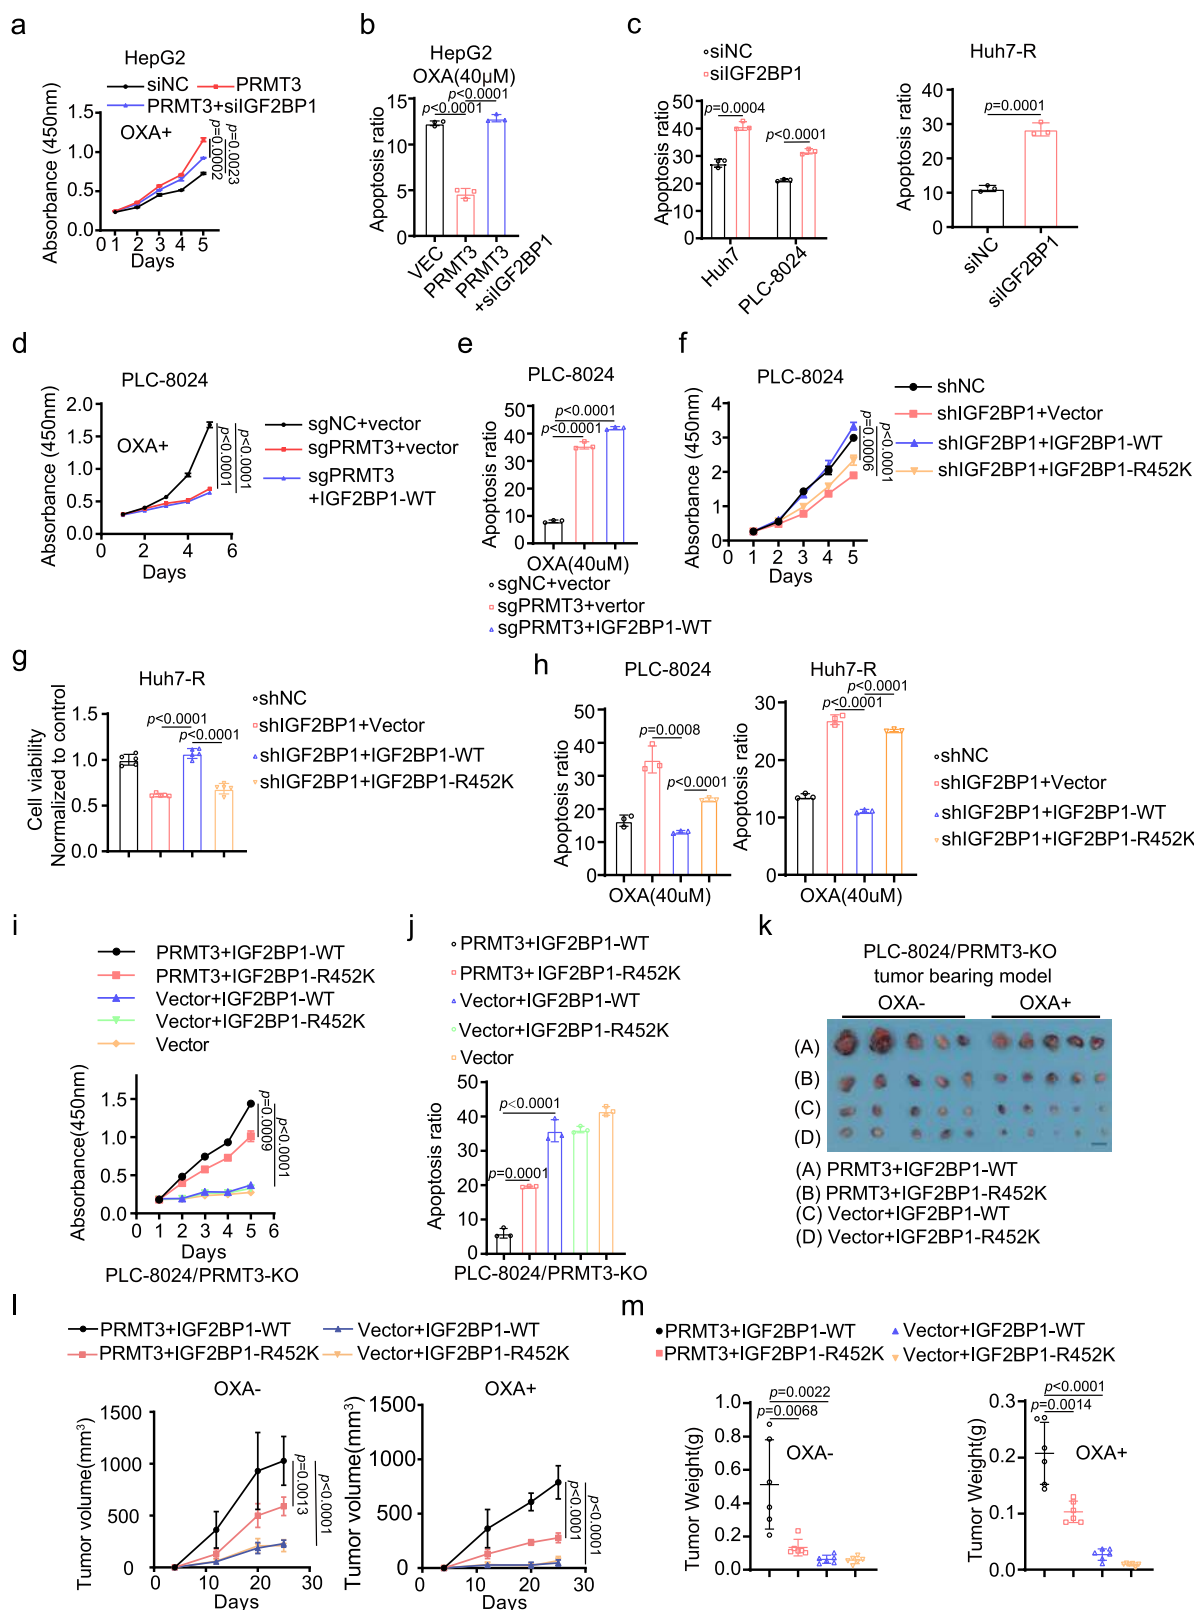 a
HepG2
siNC
PRMT3
PRMT3+siIGF2BP1
OXA+
Absorbance (450nm)
1.5
1.0
0.5
0.0
1 2 3 4 5
Days
p=0.0002
p=0.0023
b
HepG2
OXA(40μM)
p<0.0001
p<0.0001
Apoptosis ratio
15
10
5
0
VEC
PRMT3
PRMT3
+siIGF2BP1
c
siNC
siIGF2BP1
p=0.0004
p<0.0001
Apoptosis ratio
50
40
30
20
10
0
Huh7
PLC-8024
Huh7-R
p=0.0001
Apoptosis ratio
40
30
20
10
0
siNC
siIGF2BP1
d
PLC-8024
OXA+
Absorbance (450nm)
2.0
1.5
1.0
0.5
0.0
0 2 4 6
Days
p<0.0001
p<0.0001
sgNC+vector
sgPRMT3+vector
sgPRMT3
+IGF2BP1-WT
e
PLC-8024
p<0.0001
p<0.0001
Apoptosis ratio
50
40
30
20
10
0
OXA(40uM)
sgNC+vector
sgPRMT3+vertor
sgPRMT3+IGF2BP1-WT
f
PLC-8024
Absorbance (450nm)
4
3
2
1
0
0 1 2 3 4 5
Days
p=0.0006
p<0.0001
shNC
shIGF2BP1+Vector
shIGF2BP1+IGF2BP1-WT
shIGF2BP1+IGF2BP1-R452K
g
Huh7-R
Cell viability
Normalized to control
1.5
1.0
0.5
0.0
p<0.0001
p<0.0001
shNC
shIGF2BP1+Vector
shIGF2BP1+IGF2BP1-WT
shIGF2BP1+IGF2BP1-R452K
h
PLC-8024
Apoptosis ratio
50
40
30
20
10
0
p=0.0008
p<0.0001
OXA(40uM)
Huh7-R
p<0.0001
p<0.0001
Apoptosis ratio
30
20
10
0
OXA(40uM)
shNC
shIGF2BP1+Vector
shIGF2BP1+IGF2BP1-WT
shIGF2BP1+IGF2BP1-R452K
i
PRMT3+IGF2BP1-WT
PRMT3+IGF2BP1-R452K
Vector+IGF2BP1-WT
Vector+IGF2BP1-R452K
Vector
Absorbance(450nm)
1.5
1.0
0.5
0.0
0 1 2 3 4 5 6
Days
p=0.0009
p<0.0001
PLC-8024/PRMT3-KO
j
PRMT3+IGF2BP1-WT
PRMT3+IGF2BP1-R452K
Vector+IGF2BP1-WT
Vector+IGF2BP1-R452K
Vector
Apoptosis ratio
50
40
30
20
10
0
p<0.0001
p=0.0001
PLC-8024/PRMT3-KO
k
PLC-8024/PRMT3-KO
tumor bearing model
OXA- OXA+
(A)
(B)
(C)
(D)
(A) PRMT3+IGF2BP1-WT
(B) PRMT3+IGF2BP1-R452K
(C) Vector+IGF2BP1-WT
(D) Vector+IGF2BP1-R452K
l
PRMT3+IGF2BP1-WT
Vector+IGF2BP1-WT
PRMT3+IGF2BP1-R452K
Vector+IGF2BP1-R452K
OXA-
Tumor volume(mm³)
1500
1000
500
0
0 10 20 30
Days
p=0.0013
p<0.0001
OXA+
Tumor volume(mm³)
1500
1000
500
0
0 10 20 30
Days
p<0.0001
p<0.0001
m
PRMT3+IGF2BP1-WT
Vector+IGF2BP1-WT
PRMT3+IGF2BP1-R452K
Vector+IGF2BP1-R452K
Tumor Weight(g)
1.0
0.8
0.6
0.4
0.2
0.0
p=0.0022
p=0.0068
OXA-
Tumor Weight(g)
0.4
0.3
0.2
0.1
0.0
p<0.0001
p=0.0014
OXA+